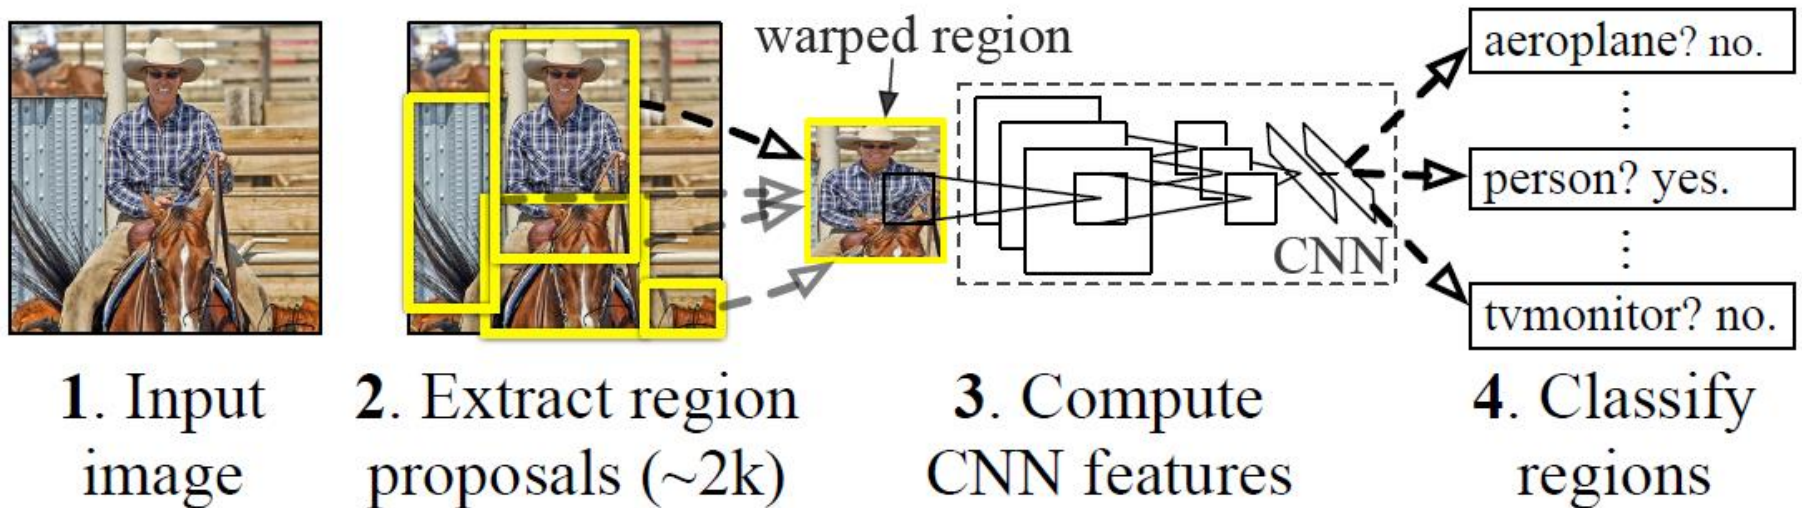 warped region
aeroplane? no.
person? yes.
CNN
tvmonitor? no.
1. Input
image
2. Extract region
proposals (~2k)
3. Compute
CNN features
4. Classify
regions